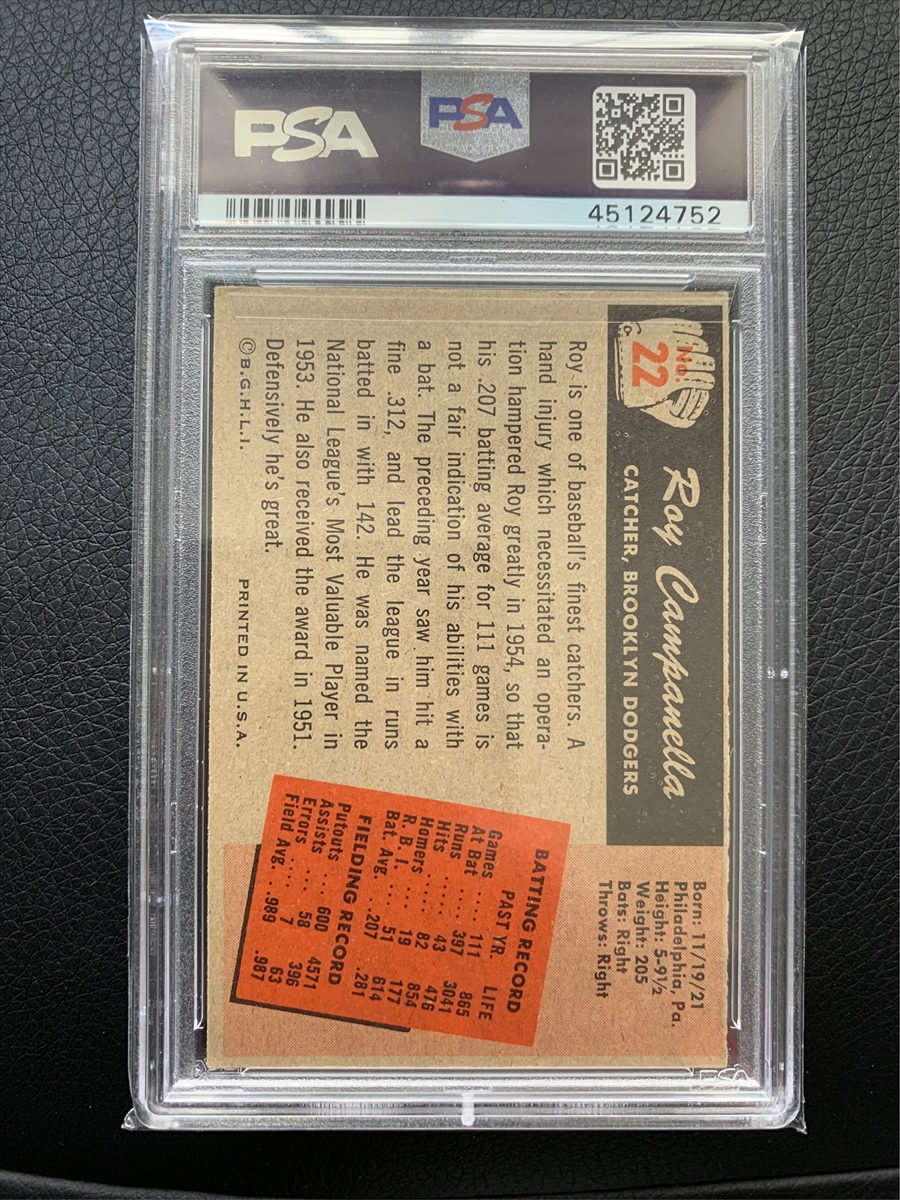 PSA
PSA
45124752
No.
22
Roy Campanella
CATCHER, BROOKLYN DODGERS
Born: 11/19/21
Philadelphia, Pa.
Height: 5-9½
Weight: 205
Bats: Right
Throws: Right
Roy is one of baseball's finest catchers. A
hand injury which necessitated an opera-
tion hampered Roy greatly in 1954, so that
his .207 batting average for 111 games is
not a fair indication of his abilities with
a bat. The preceding year saw him hit a
fine .312, and lead the league in runs
batted in with 142. He was named the
National League's Most Valuable Player in
1953. He also received the award in 1951.
Defensively he's great.
©B.G.H.L.I. PRINTED IN U.S.A.
BATTING RECORD
PAST YR. LIFE
Games ..... 111 865
At Bat ..... 397 3041
Runs ..... 43 476
Hits ..... 82 854
Homers ..... 19 177
R. B. I. ..... 51 614
Bat. Avg. .... .207 .281
FIELDING RECORD
Putouts ..... 600 4571
Assists ..... 58 396
Errors ..... 7 63
Field Avg. .. .989 .987
PSA